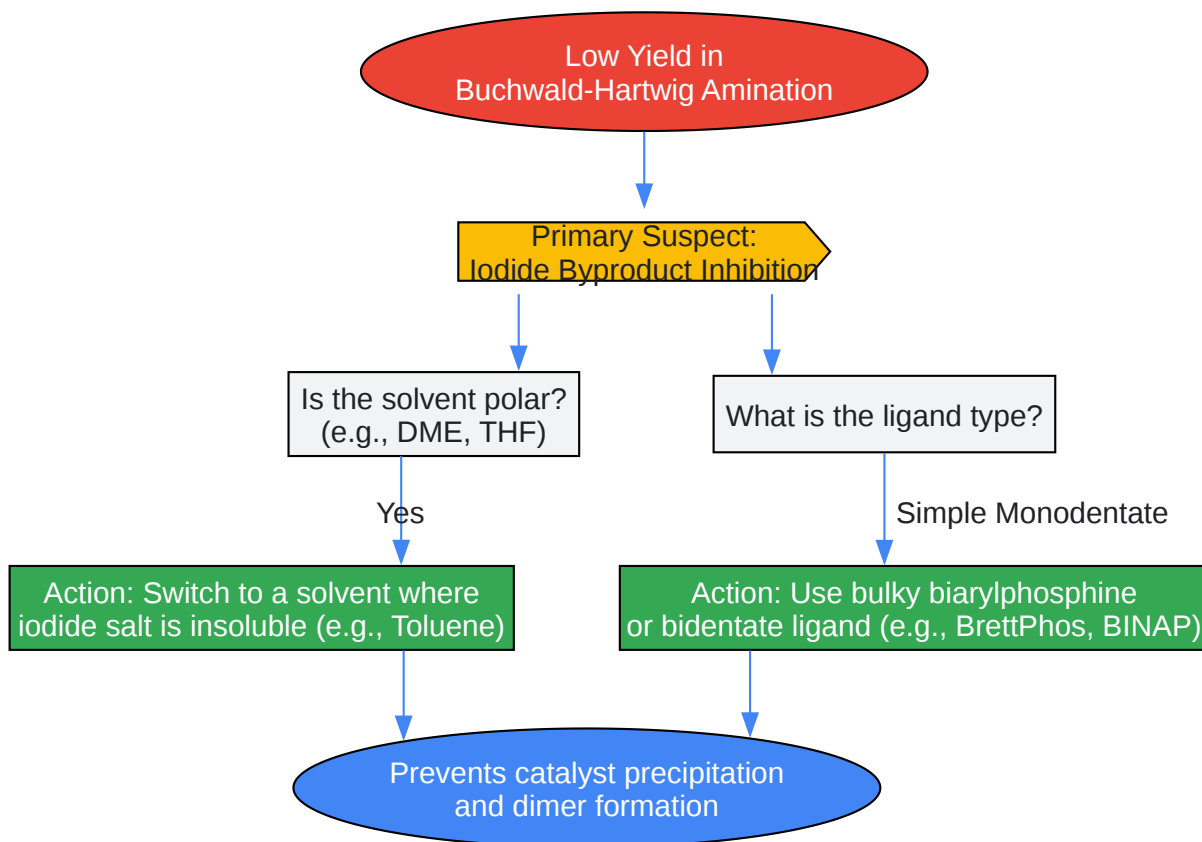 Low Yield in
Buchwald-Hartwig Amination
Primary Suspect:
Iodide Byproduct Inhibition
Is the solvent polar?
(e.g., DME, THF)
What is the ligand type?
Yes
Simple Monodentate
Action: Switch to a solvent where
iodide salt is insoluble (e.g., Toluene)
Action: Use bulky biarylphosphine
or bidentate ligand (e.g., BrettPhos, BINAP)
Prevents catalyst precipitation
and dimer formation